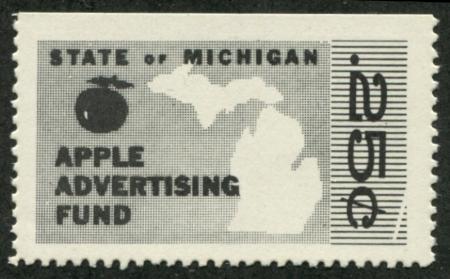 STATE OF MICHIGAN
APPLE
ADVERTISING
FUND
.25¢